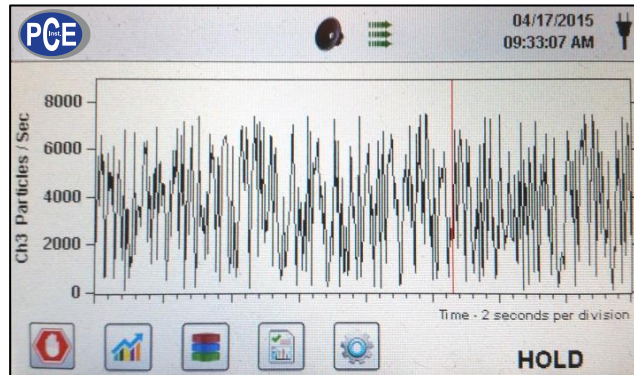 PCE
Inst.
04/17/2015
09:33:07 AM
8000
6000
4000
2000
0
Ch3 Particles / Sec
Time - 2 seconds per division
HOLD